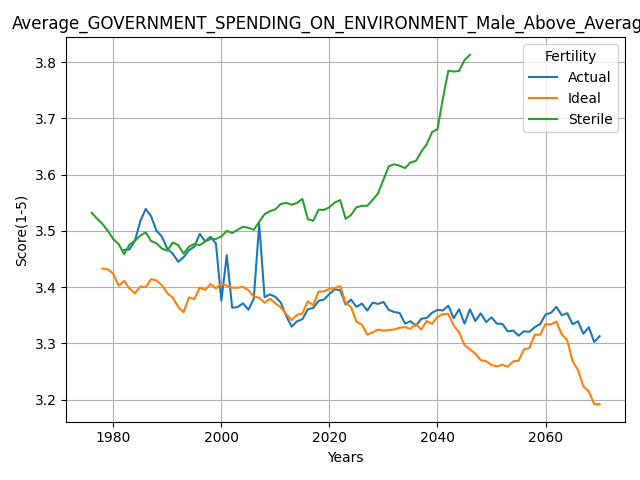 Average_GOVERNMENT_SPENDING_ON_ENVIRONMENT_Male_Above_Averag
3.8
3.7
3.6
3.5
3.4
3.3
3.2
Score(1-5)
1980 2000 2020 2040 2060
Years
Fertility
Actual
Ideal
Sterile